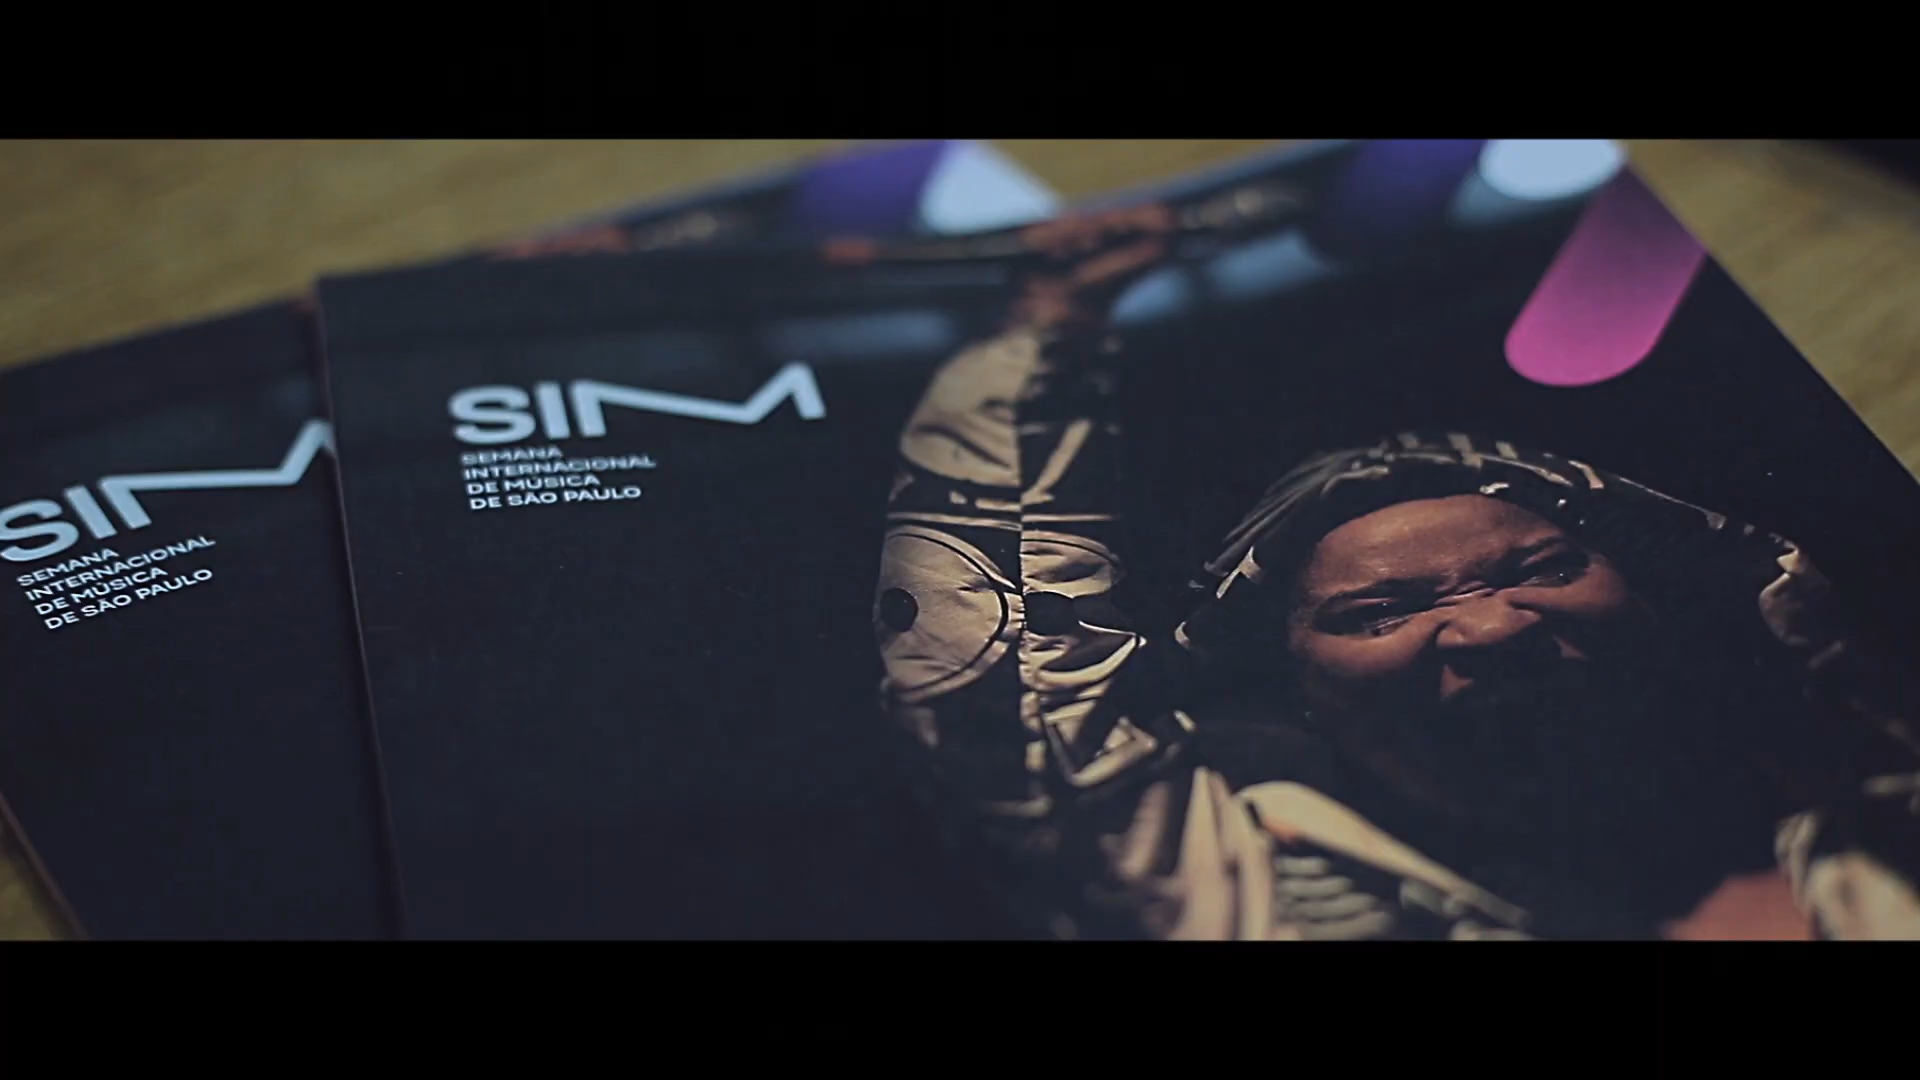 SIM
SEMANA
INTERNACIONAL
DE MÚSICA
DE SÃO PAULO
SIM
SEMANA
INTERNACIONAL
DE MÚSICA
DE SÃO PAULO